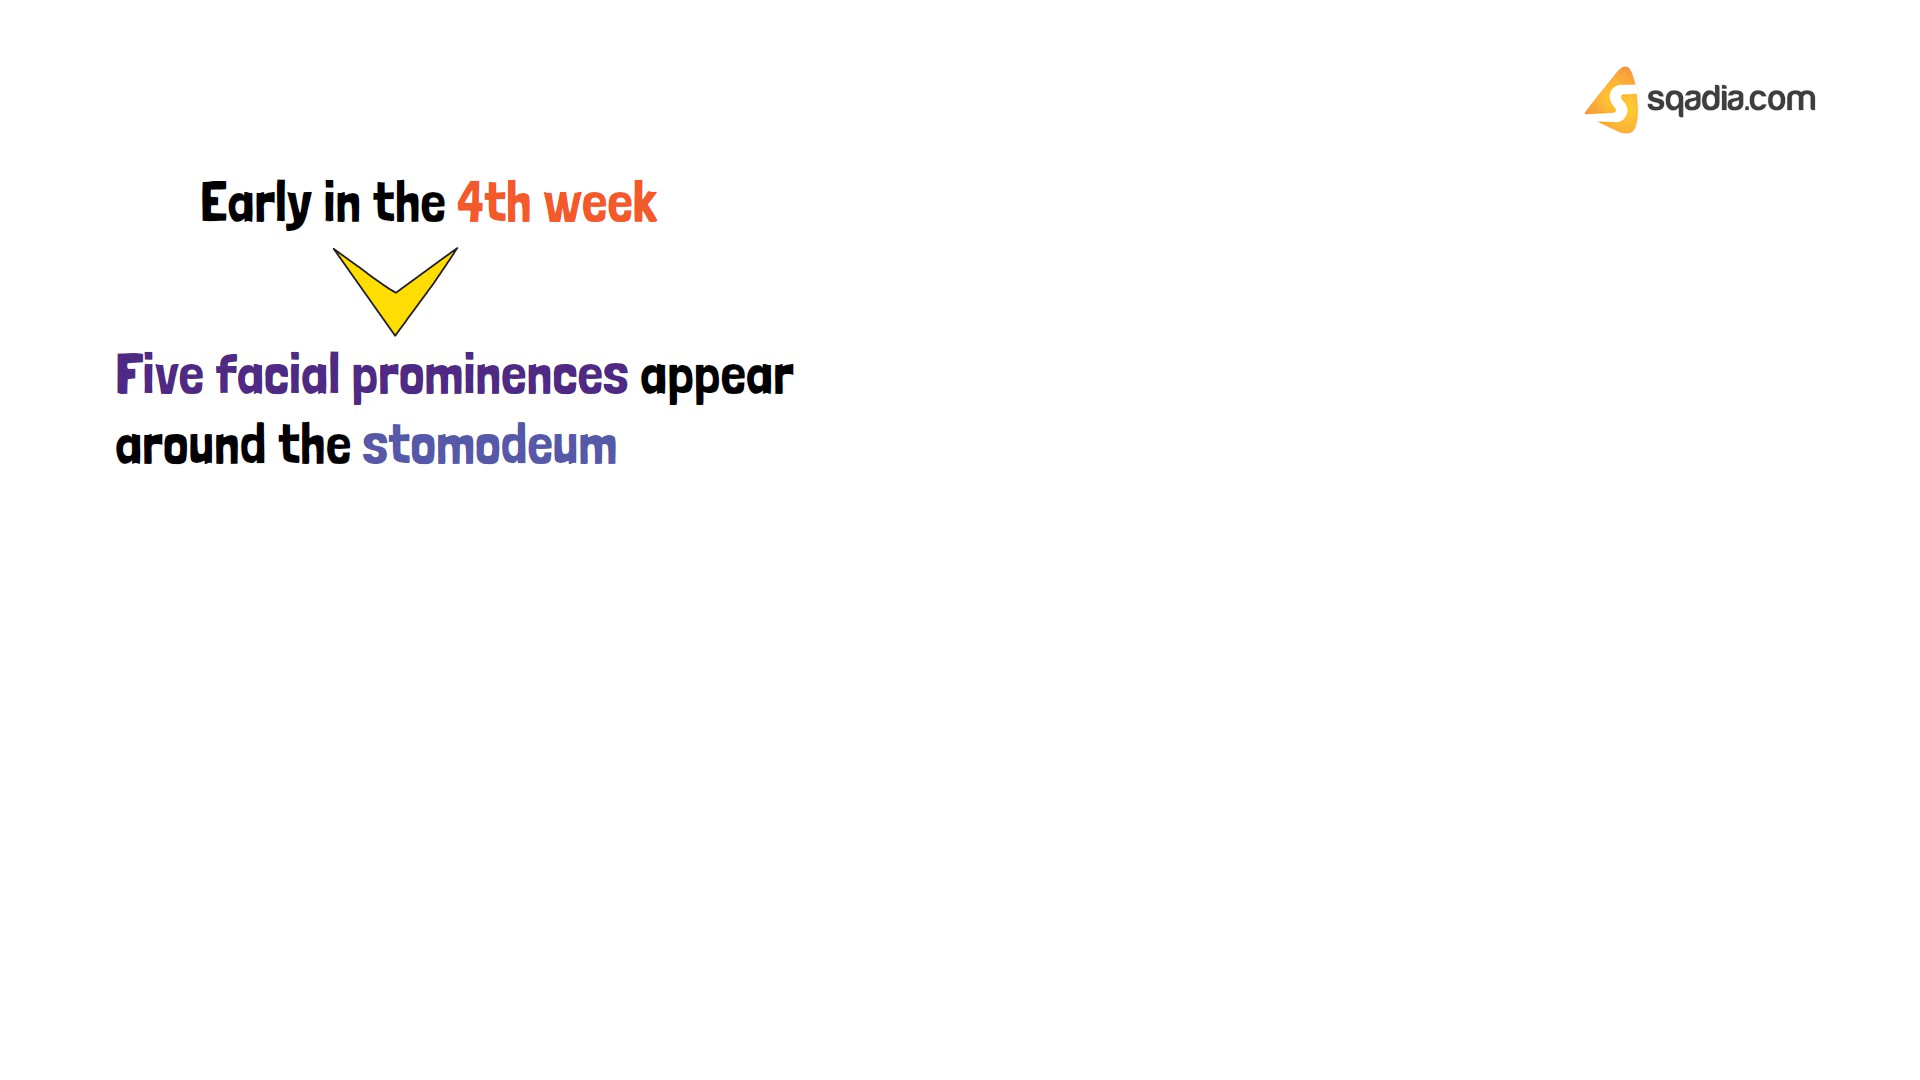 sqadia.com
Early in the 4th week
Five facial prominences appear
around the stomodeum